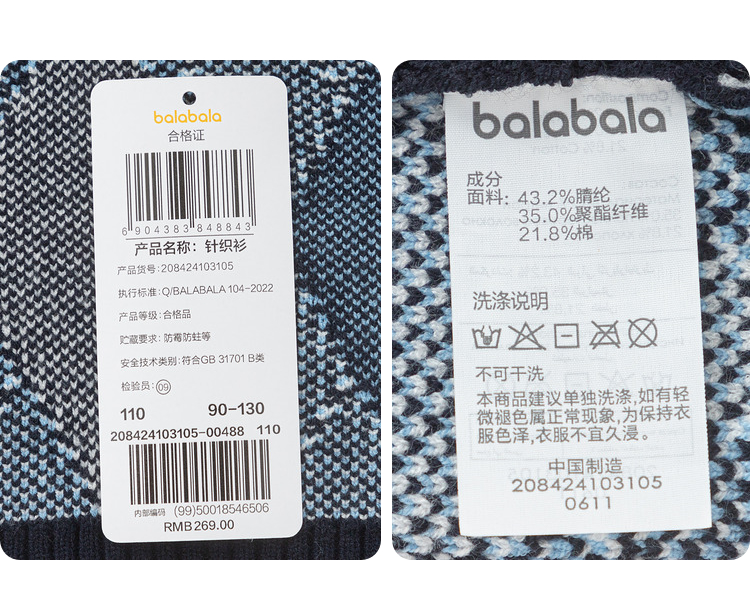 balabala
合格证
6 904383 848843
产品名称：针织衫
产品货号：208424103105
执行标准：Q/BALABALA 104-2022
产品等级：合格品
贮藏要求：防霉防蛀等
安全技术类别：符合GB 31701 B类
检验员：09
110 90-130
208424103105-00488 110
内部编码 (99)50018546506
RMB269.00
balabala
成分
面料：43.2%腈纶
35.0%聚酯纤维
21.8%棉
洗涤说明
不可干洗
本商品建议单独洗涤，如有轻
微褪色属正常现象，为保持衣
服色泽，衣服不宜久浸。
中国制造
208424103105
0611